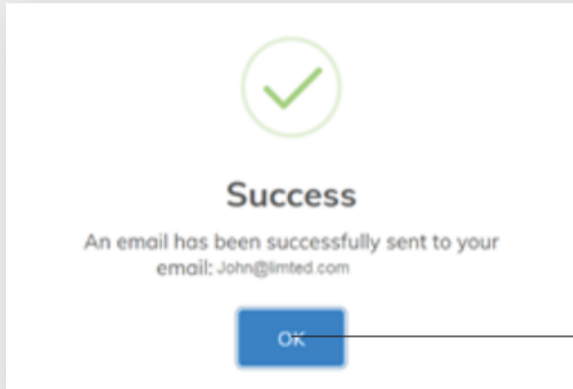 Success
An email has been successfully sent to your
email: John@limted.com
OK